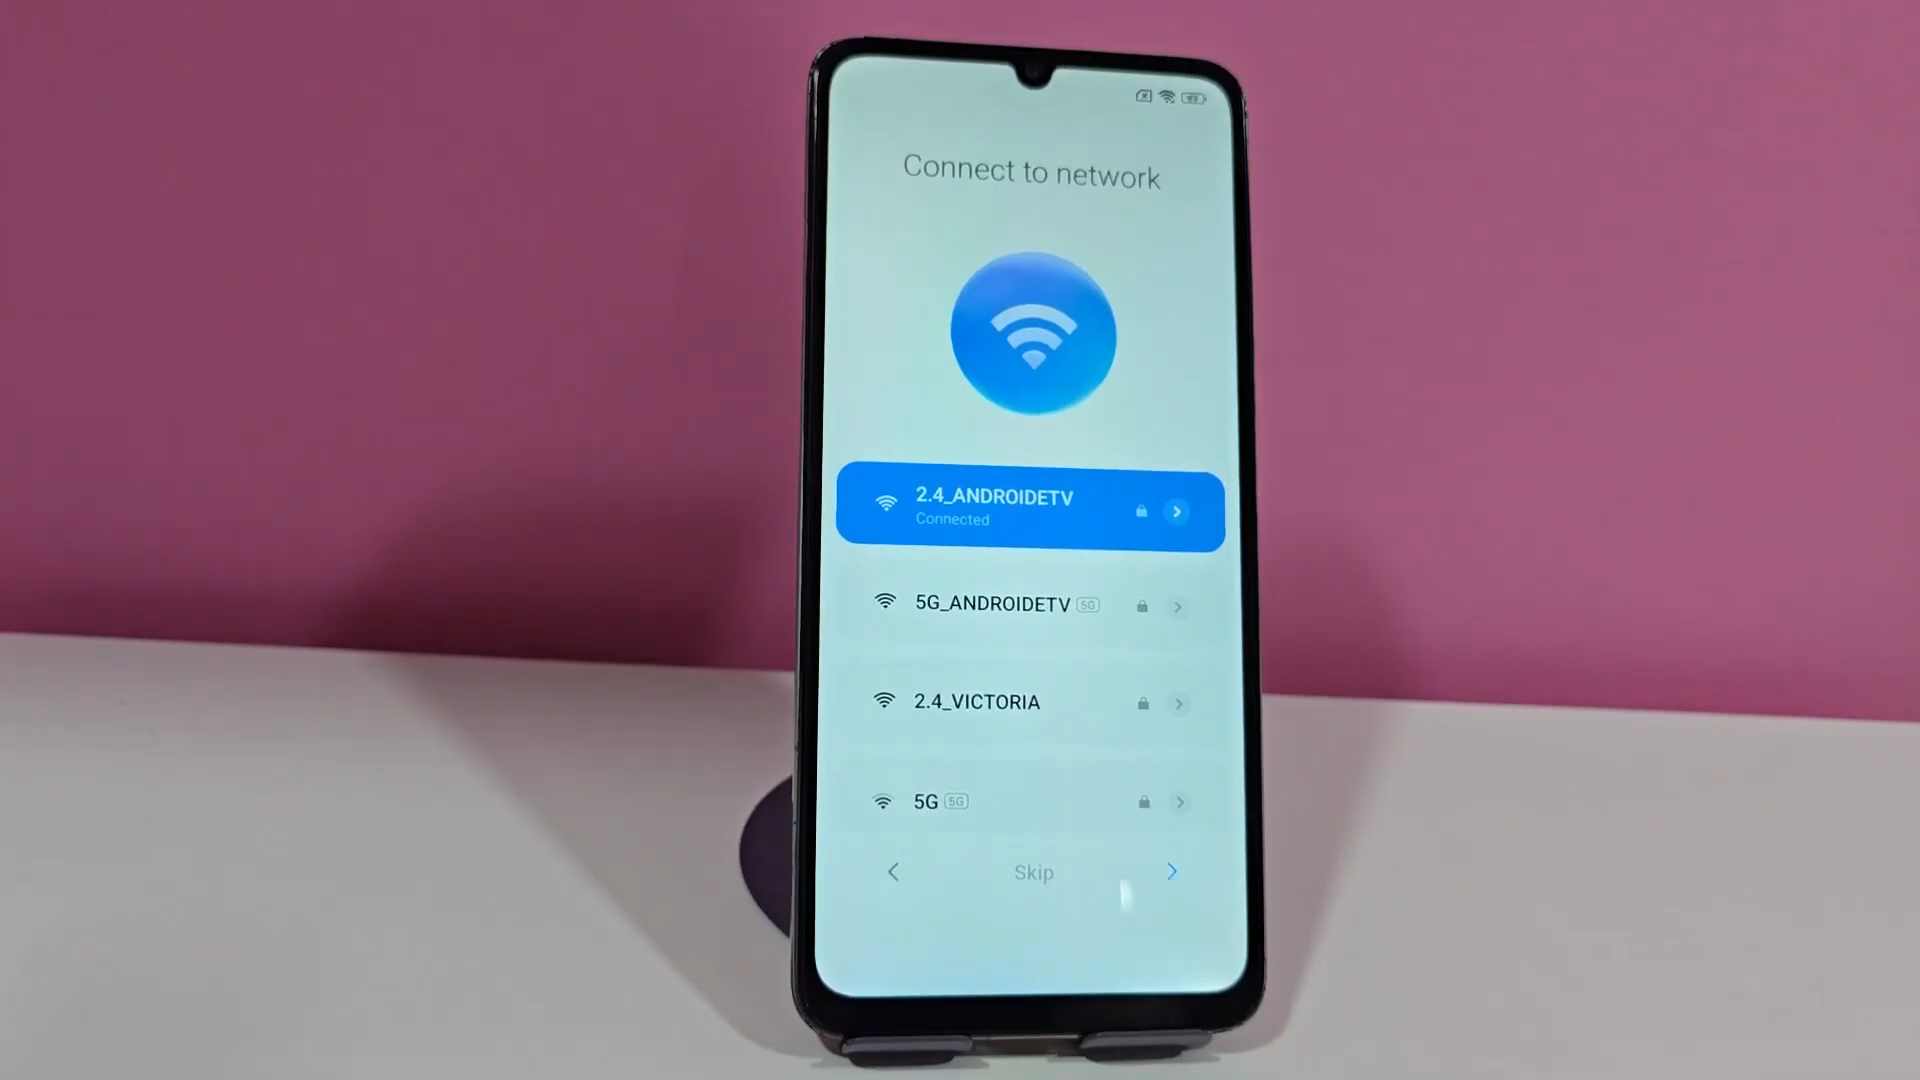 Connect to network
2.4_ANDROIDETV
Connected
5G_ANDROIDETV 5G
2.4_VICTORIA
5G 5G
Skip